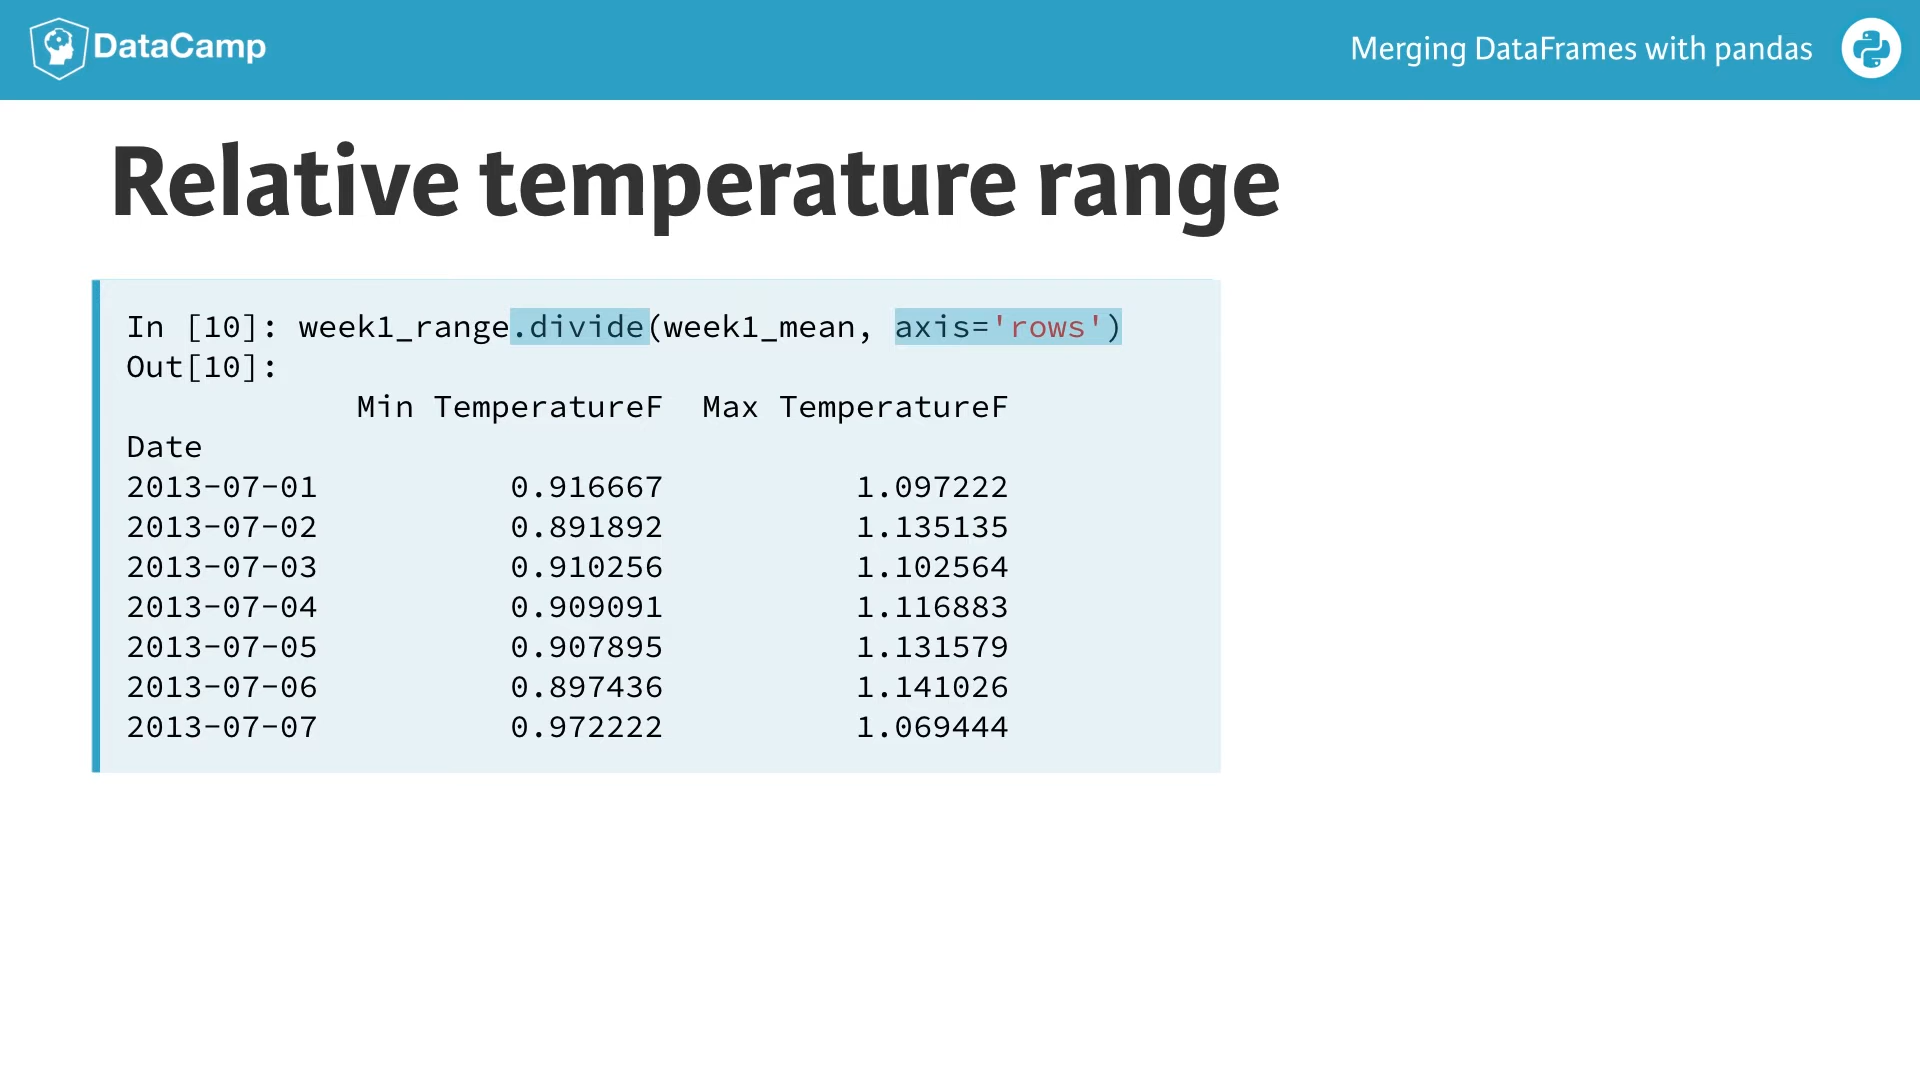 DataCamp
Merging DataFrames with pandas
Relative temperature range
In [10]: week1_range.divide(week1_mean, axis='rows')
Out[10]:
            Min TemperatureF  Max TemperatureF
Date
2013-07-01          0.916667          1.097222
2013-07-02          0.891892          1.135135
2013-07-03          0.910256          1.102564
2013-07-04          0.909091          1.116883
2013-07-05          0.907895          1.131579
2013-07-06          0.897436          1.141026
2013-07-07          0.972222          1.069444